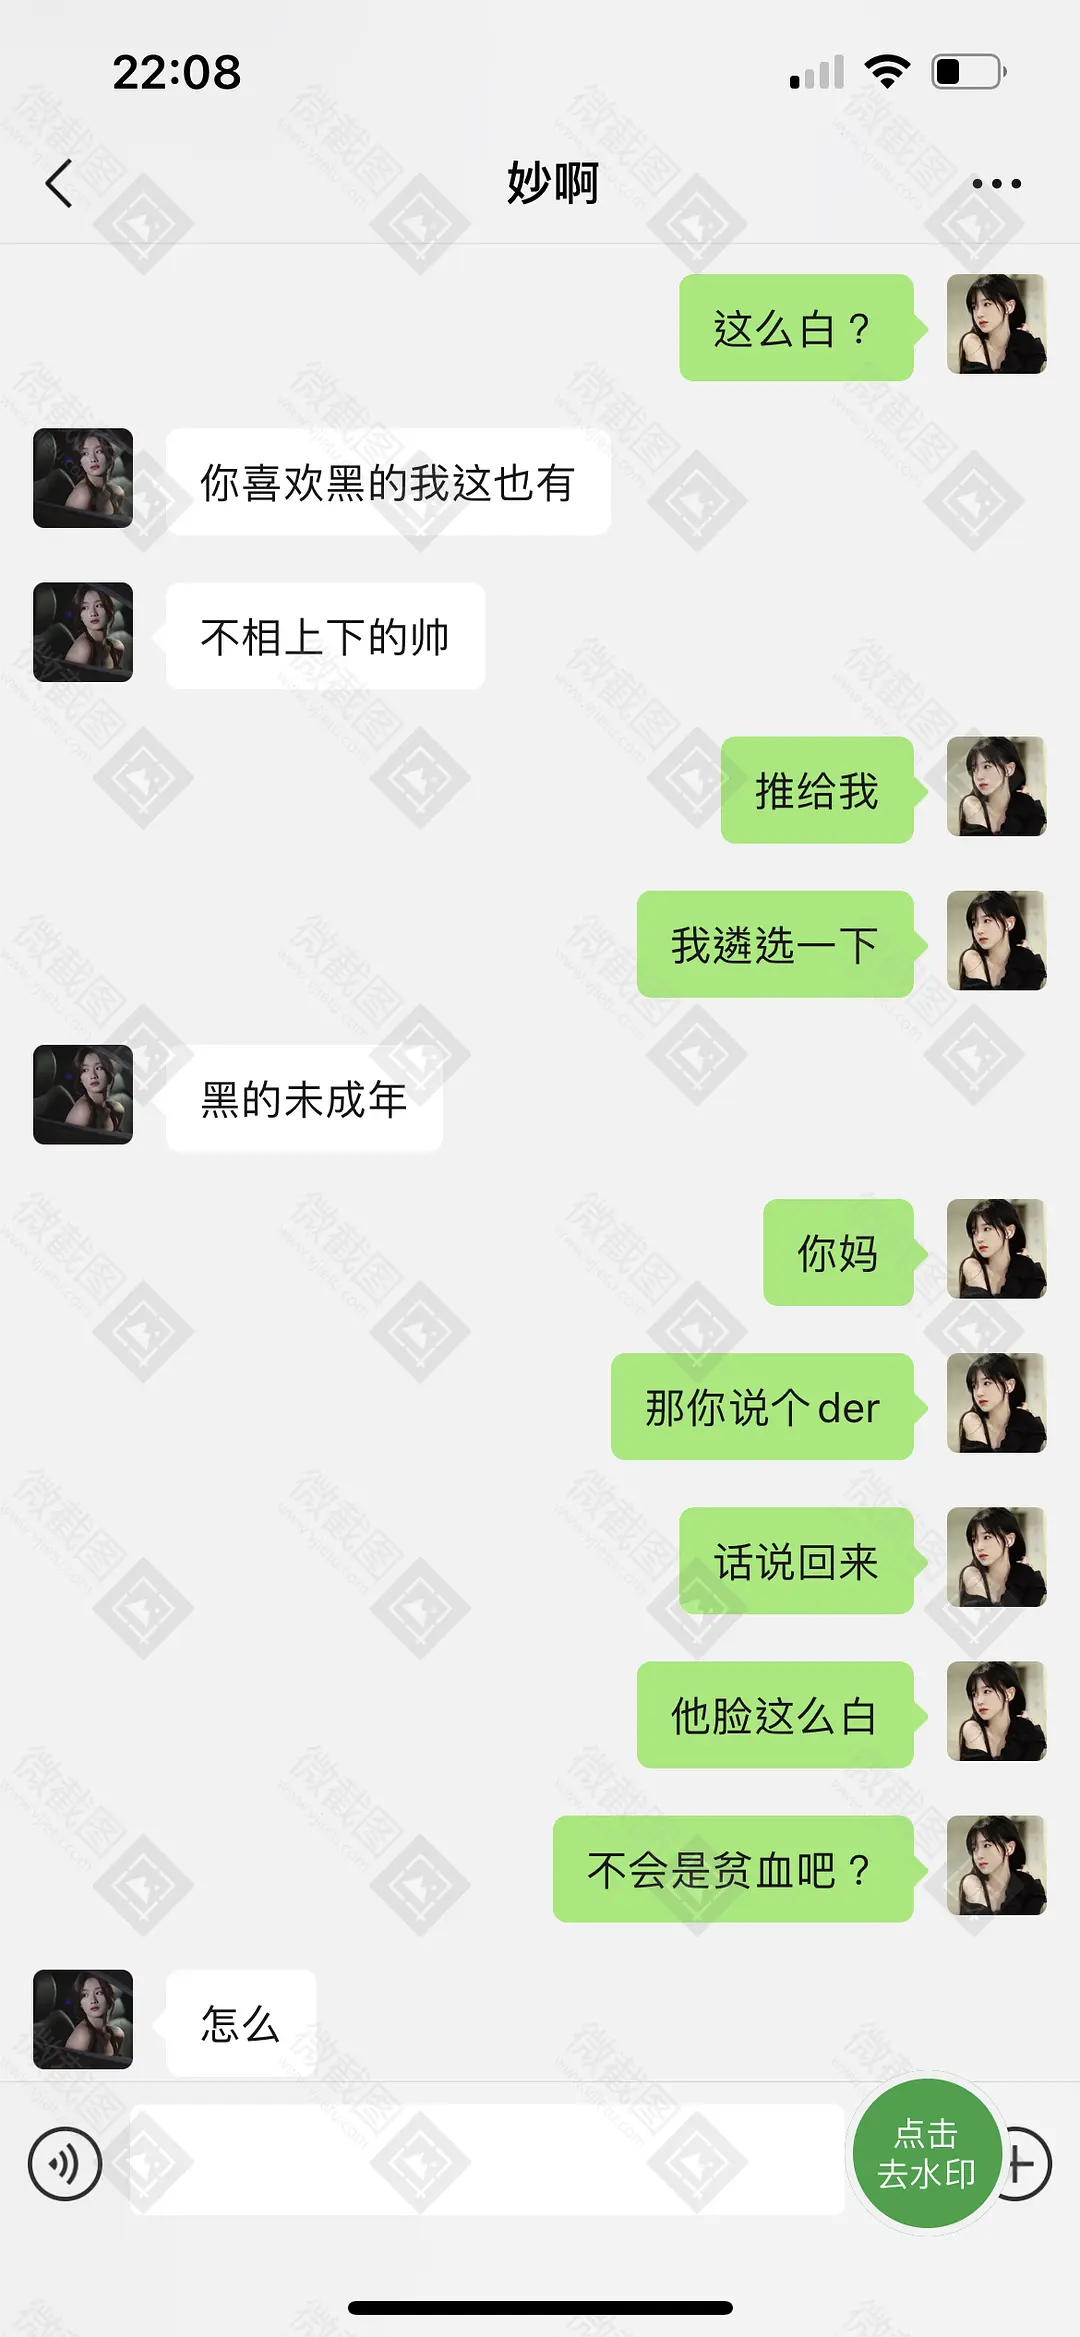 22:08
妙啊
这么白？
你喜欢黑的我这也有
不相上下的帅
推给我
我遴选一下
黑的未成年
你妈
那你说个der
话说回来
他脸这么白
不会是贫血吧？
怎么
点击
去水印
微截图